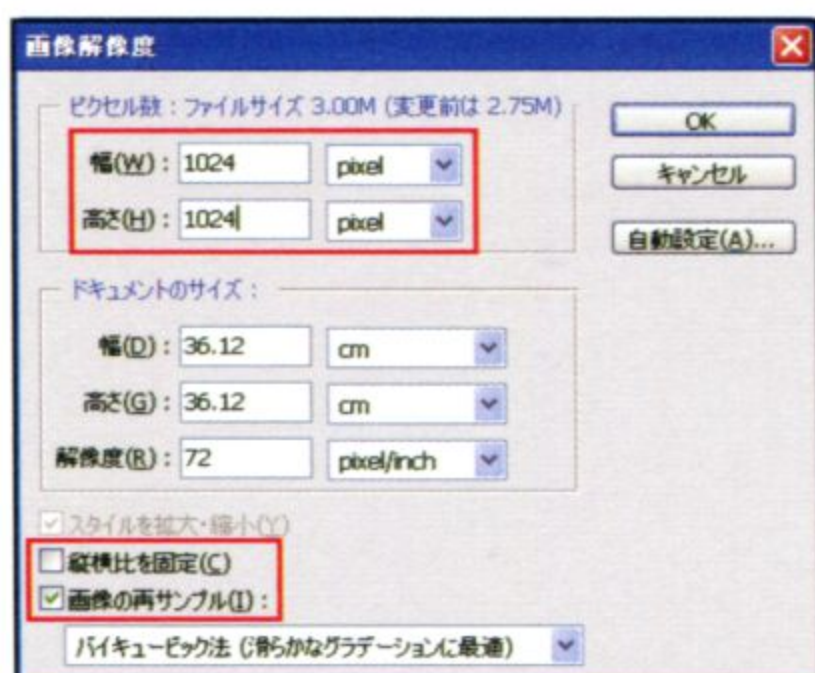 画像解像度
ピクセル数：ファイルサイズ 3.00M (変更前は 2.75M)
幅(W)：1024 pixel
高さ(H)：1024 pixel
OK
キャンセル
自動設定(A)...
ドキュメントのサイズ：
幅(D)：36.12 cm
高さ(G)：36.12 cm
解像度(R)：72 pixel/inch
スタイルを拡大・縮小(Y)
縦横比を固定(C)
画像の再サンプル(I)：
バイキュービック法 (滑らかなグラデーションに最適)